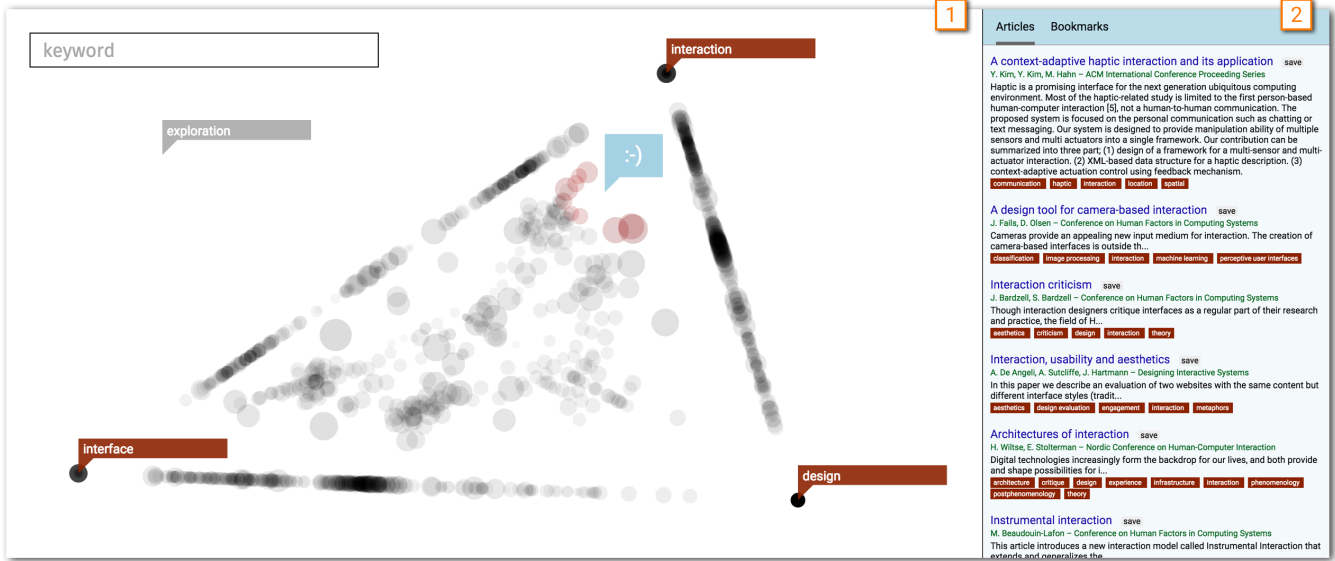 1
keyword
interaction
exploration
:-)
interface
design
2
Articles Bookmarks
A context-adaptive haptic interaction and its application save
Y. Kim, Y. Kim, M. Hahn – ACM International Conference Proceeding Series
Haptic is a promising interface for the next generation ubiquitous computing
environment. Most of the haptic-related study is limited to the first person-based
human-computer interaction [5], not a human-to-human communication. The
proposed system is focused on the personal communication such as chatting or
text messaging. Our system is designed to provide manipulation ability of multiple
sensors and multi actuators into a single framework. Our contribution can be
summarized into three part; (1) design of a framework for a multi-sensor and multi-
actuator interaction. (2) XML-based data structure for a haptic description. (3)
context-adaptive actuation control using feedback mechanism.
communication haptic interaction location spatial
A design tool for camera-based interaction save
J. Fails, D. Olsen – Conference on Human Factors in Computing Systems
Cameras provide an appealing new input medium for interaction. The creation of
camera-based interfaces is outside th...
classification image processing interaction machine learning perceptive user interfaces
Interaction criticism save
J. Bardzell, S. Bardzell – Conference on Human Factors in Computing Systems
Though interaction designers critique interfaces as a regular part of their research
and practice, the field of H...
aesthetics criticism design interaction theory
Interaction, usability and aesthetics save
A. De Angeli, A. Sutcliffe, J. Hartmann – Designing Interactive Systems
In this paper we describe an evaluation of two websites with the same content but
different interface styles (tradit...
aesthetics design evaluation engagement interaction metaphors
Architectures of interaction save
H. Wiltse, E. Stolterman – Nordic Conference on Human-Computer Interaction
Digital technologies increasingly form the backdrop for our lives, and both provide
and shape possibilities for i...
architecture critique design experience infrastructure interaction phenomenology
postphenomenology theory
Instrumental interaction save
M. Beaudouin-Lafon – Conference on Human Factors in Computing Systems
This article introduces a new interaction model called Instrumental Interaction that
extends and generalizes the